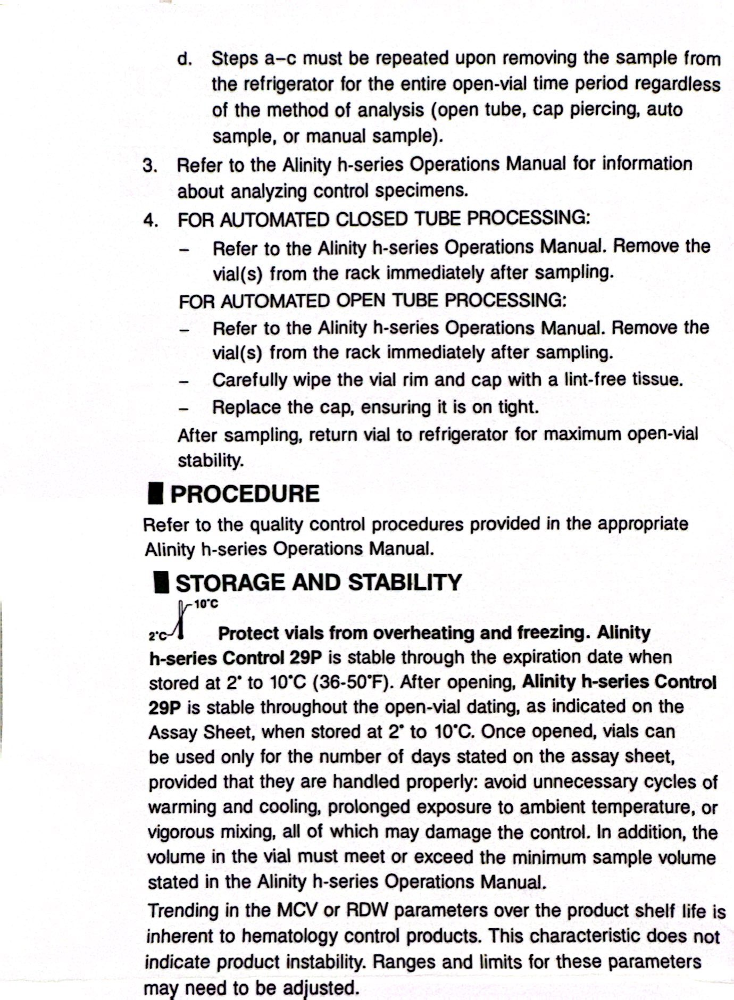 d. Steps a–c must be repeated upon removing the sample from
the refrigerator for the entire open-vial time period regardless
of the method of analysis (open tube, cap piercing, auto
sample, or manual sample).
3. Refer to the Alinity h-series Operations Manual for information
about analyzing control specimens.
4. FOR AUTOMATED CLOSED TUBE PROCESSING:
– Refer to the Alinity h-series Operations Manual. Remove the
vial(s) from the rack immediately after sampling.
FOR AUTOMATED OPEN TUBE PROCESSING:
– Refer to the Alinity h-series Operations Manual. Remove the
vial(s) from the rack immediately after sampling.
– Carefully wipe the vial rim and cap with a lint-free tissue.
– Replace the cap, ensuring it is on tight.
After sampling, return vial to refrigerator for maximum open-vial
stability.
PROCEDURE
Refer to the quality control procedures provided in the appropriate
Alinity h-series Operations Manual.
STORAGE AND STABILITY
10°C
2°C Protect vials from overheating and freezing. Alinity
h-series Control 29P is stable through the expiration date when
stored at 2° to 10°C (36-50°F). After opening, Alinity h-series Control
29P is stable throughout the open-vial dating, as indicated on the
Assay Sheet, when stored at 2° to 10°C. Once opened, vials can
be used only for the number of days stated on the assay sheet,
provided that they are handled properly: avoid unnecessary cycles of
warming and cooling, prolonged exposure to ambient temperature, or
vigorous mixing, all of which may damage the control. In addition, the
volume in the vial must meet or exceed the minimum sample volume
stated in the Alinity h-series Operations Manual.
Trending in the MCV or RDW parameters over the product shelf life is
inherent to hematology control products. This characteristic does not
indicate product instability. Ranges and limits for these parameters
may need to be adjusted.